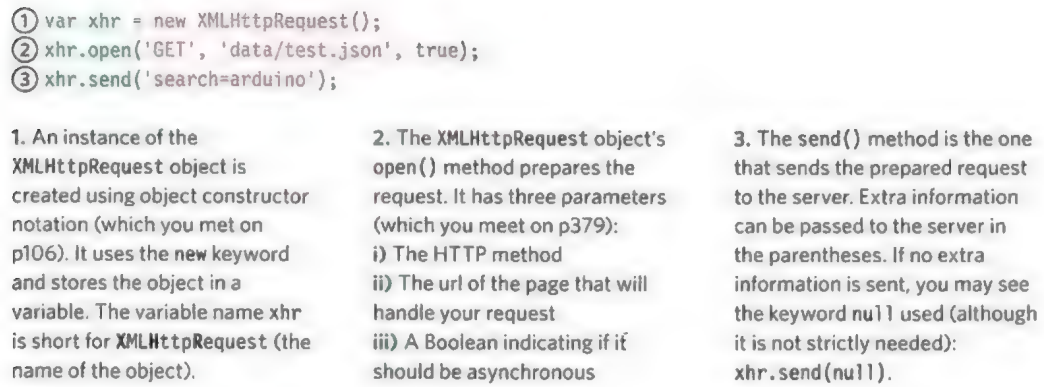 ① var xhr = new XMLHttpRequest();
② xhr.open('GET', 'data/test.json', true);
③ xhr.send('search=arduino');
1. An instance of the
XMLHttpRequest object is
created using object constructor
notation (which you met on
p106). It uses the new keyword
and stores the object in a
variable. The variable name xhr
is short for XMLHttpRequest (the
name of the object).
2. The XMLHttpRequest object's
open() method prepares the
request. It has three parameters
(which you meet on p379):
i) The HTTP method
ii) The url of the page that will
handle your request
iii) A Boolean indicating if it
should be asynchronous
3. The send() method is the one
that sends the prepared request
to the server. Extra information
can be passed to the server in
the parentheses. If no extra
information is sent, you may see
the keyword null used (although
it is not strictly needed):
xhr.send(null).